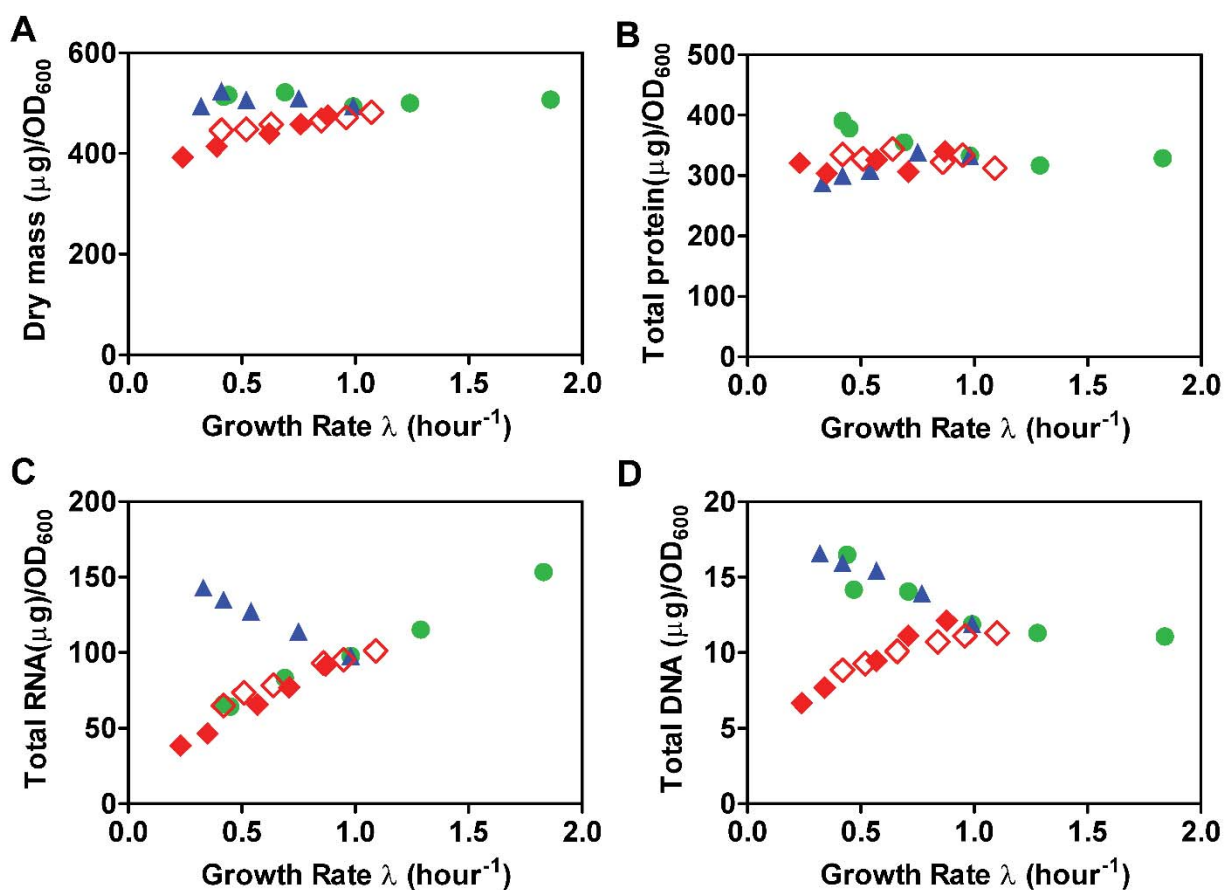 A
Dry mass (μg)/OD600
600
400
200
0
0.0 0.5 1.0 1.5 2.0
Growth Rate λ (hour-1)
B
Total protein(μg)/OD600
500
400
300
200
100
0
0.0 0.5 1.0 1.5 2.0
Growth Rate λ (hour-1)
C
Total RNA(μg)/OD600
200
150
100
50
0
0.0 0.5 1.0 1.5 2.0
Growth Rate λ (hour-1)
D
Total DNA (μg)/OD600
20
15
10
5
0
0.0 0.5 1.0 1.5 2.0
Growth Rate λ (hour-1)